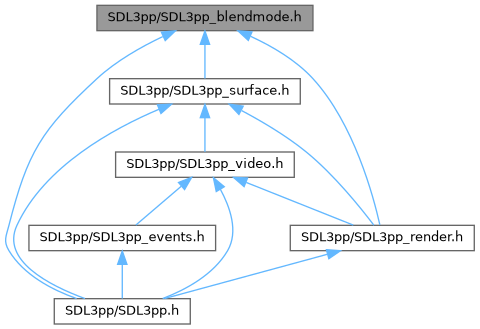 SDL3pp/SDL3pp_blendmode.h
SDL3pp/SDL3pp_surface.h
SDL3pp/SDL3pp_video.h
SDL3pp/SDL3pp_events.h
SDL3pp/SDL3pp_render.h
SDL3pp/SDL3pp.h